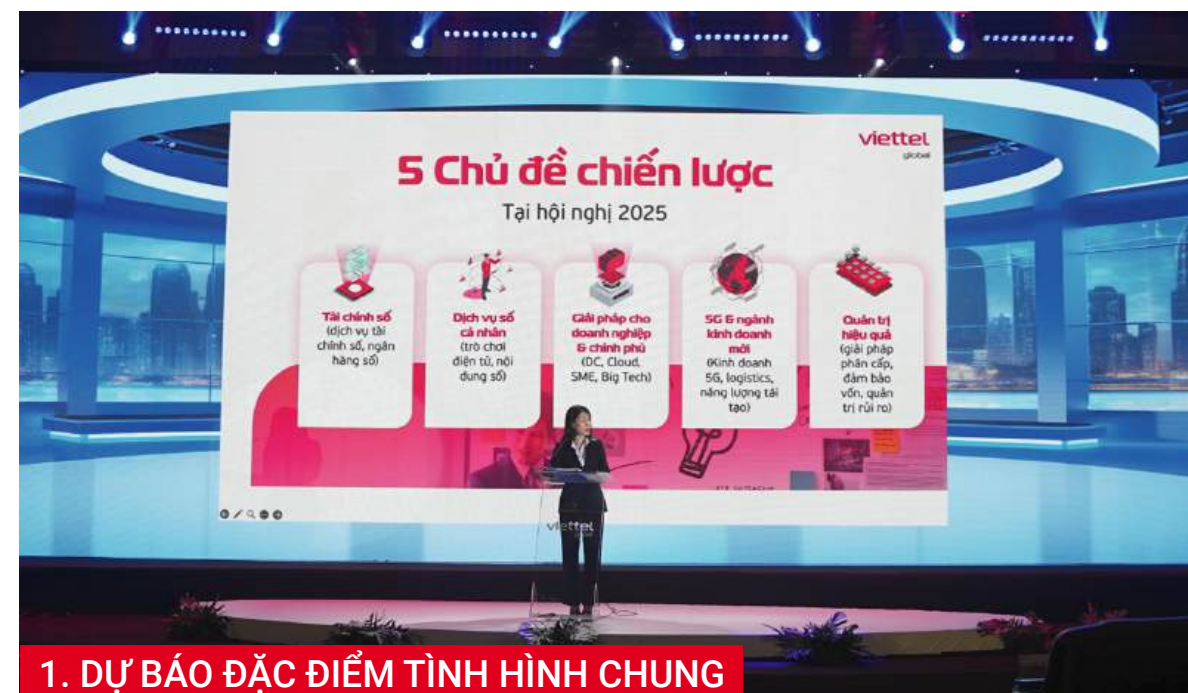 viettel
global
5 Chủ đề chiến lược
Tại hội nghị 2025
Tài chính số
(dịch vụ tài
chính số, ngân
hàng số)
Dịch vụ số
cá nhân
(trò chơi
điện tử, nội
dung số)
Giải pháp cho
doanh nghiệp
& chính phủ
(DC, Cloud,
SME, Big Tech)
5G & ngành
kinh doanh
mới
(Kinh doanh
5G, logistics,
năng lượng tái
tạo)
Quản trị
hiệu quả
(giải pháp
phân cấp,
đảm bảo
vốn, quản
trị rủi ro)
viettel
1. DỰ BÁO ĐẶC ĐIỂM TÌNH HÌNH CHUNG